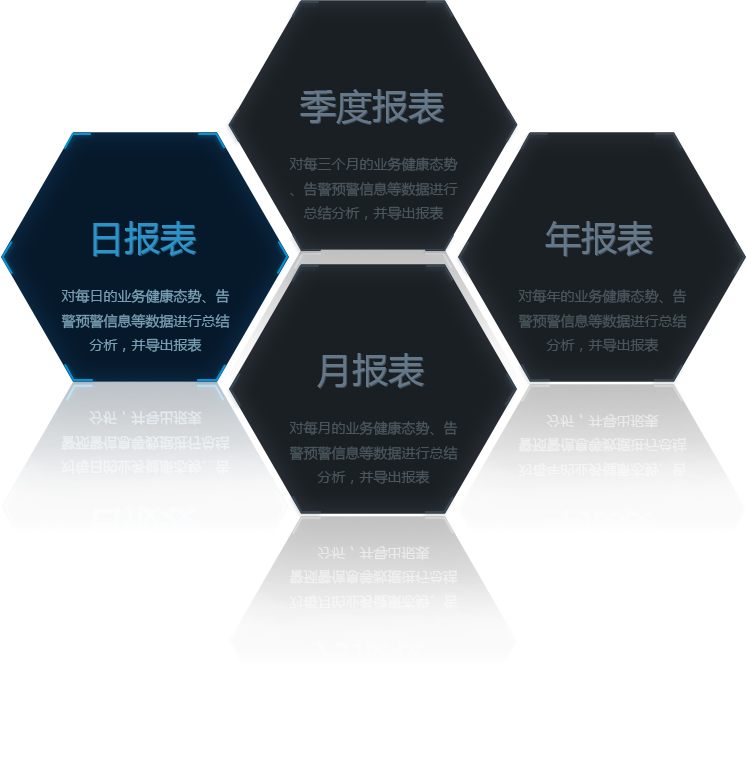 季度报表
对每三个月的业务健康态势
、告警预警信息等数据进行
总结分析，并导出报表
日报表
对每日的业务健康态势、告
警预警信息等数据进行总结
分析，并导出报表
年报表
对每年的业务健康态势、告
警预警信息等数据进行总结
分析，并导出报表
月报表
对每月的业务健康态势、告
警预警信息等数据进行总结
分析，并导出报表